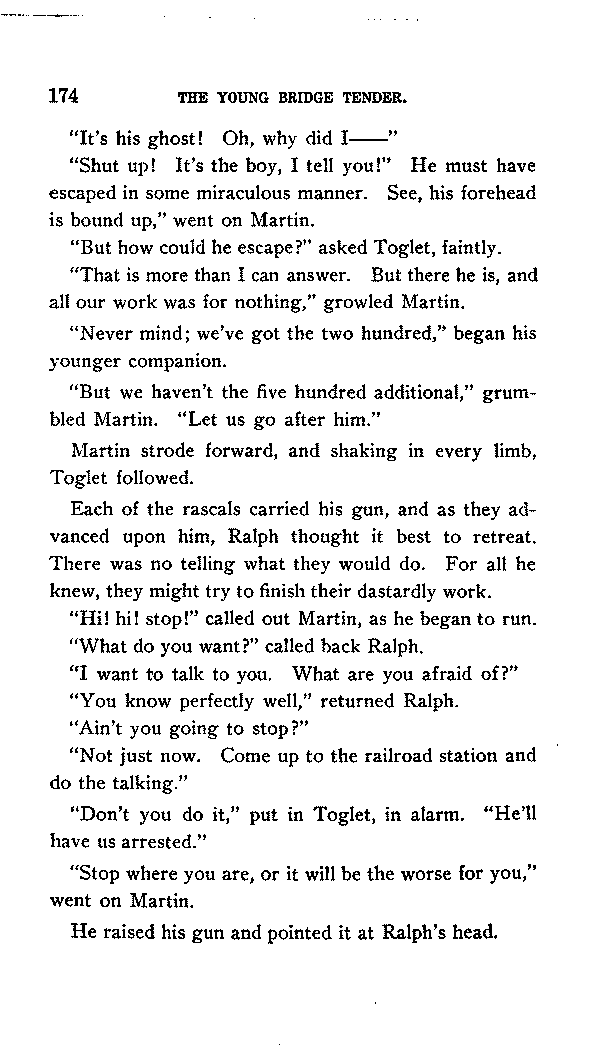 174 THE YOUNG BRIDGE TENDER.
“It's his ghost! Oh, why did I——”
“Shut up! It's the boy, I tell you!” He must have
escaped in some miraculous manner. See, his forehead
is bound up,” went on Martin.
“But how could he escape?” asked Toglet, faintly.
“That is more than I can answer. But there he is, and
all our work was for nothing,” growled Martin.
“Never mind; we've got the two hundred,” began his
younger companion.
“But we haven't the five hundred additional,” grum-
bled Martin. “Let us go after him.”
Martin strode forward, and shaking in every limb,
Toglet followed.
Each of the rascals carried his gun, and as they ad-
vanced upon him, Ralph thought it best to retreat.
There was no telling what they would do. For all he
knew, they might try to finish their dastardly work.
“Hi! hi! stop!” called out Martin, as he began to run.
“What do you want?” called back Ralph.
“I want to talk to you. What are you afraid of?”
“You know perfectly well,” returned Ralph.
“Ain't you going to stop?”
“Not just now. Come up to the railroad station and
do the talking.”
“Don't you do it,” put in Toglet, in alarm. “He'll
have us arrested.”
“Stop where you are, or it will be the worse for you,”
went on Martin.
He raised his gun and pointed it at Ralph's head.